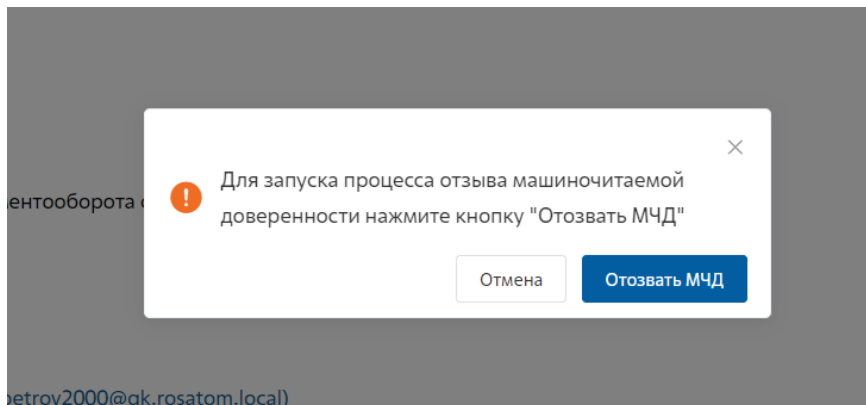 Для запуска процесса отзыва машиночитаемой
ентооборота
доверенности нажмите кнопку "Отозвать МЧД"
Отмена
Отозвать МЧД
petrov2000@gk.rosatom.local)